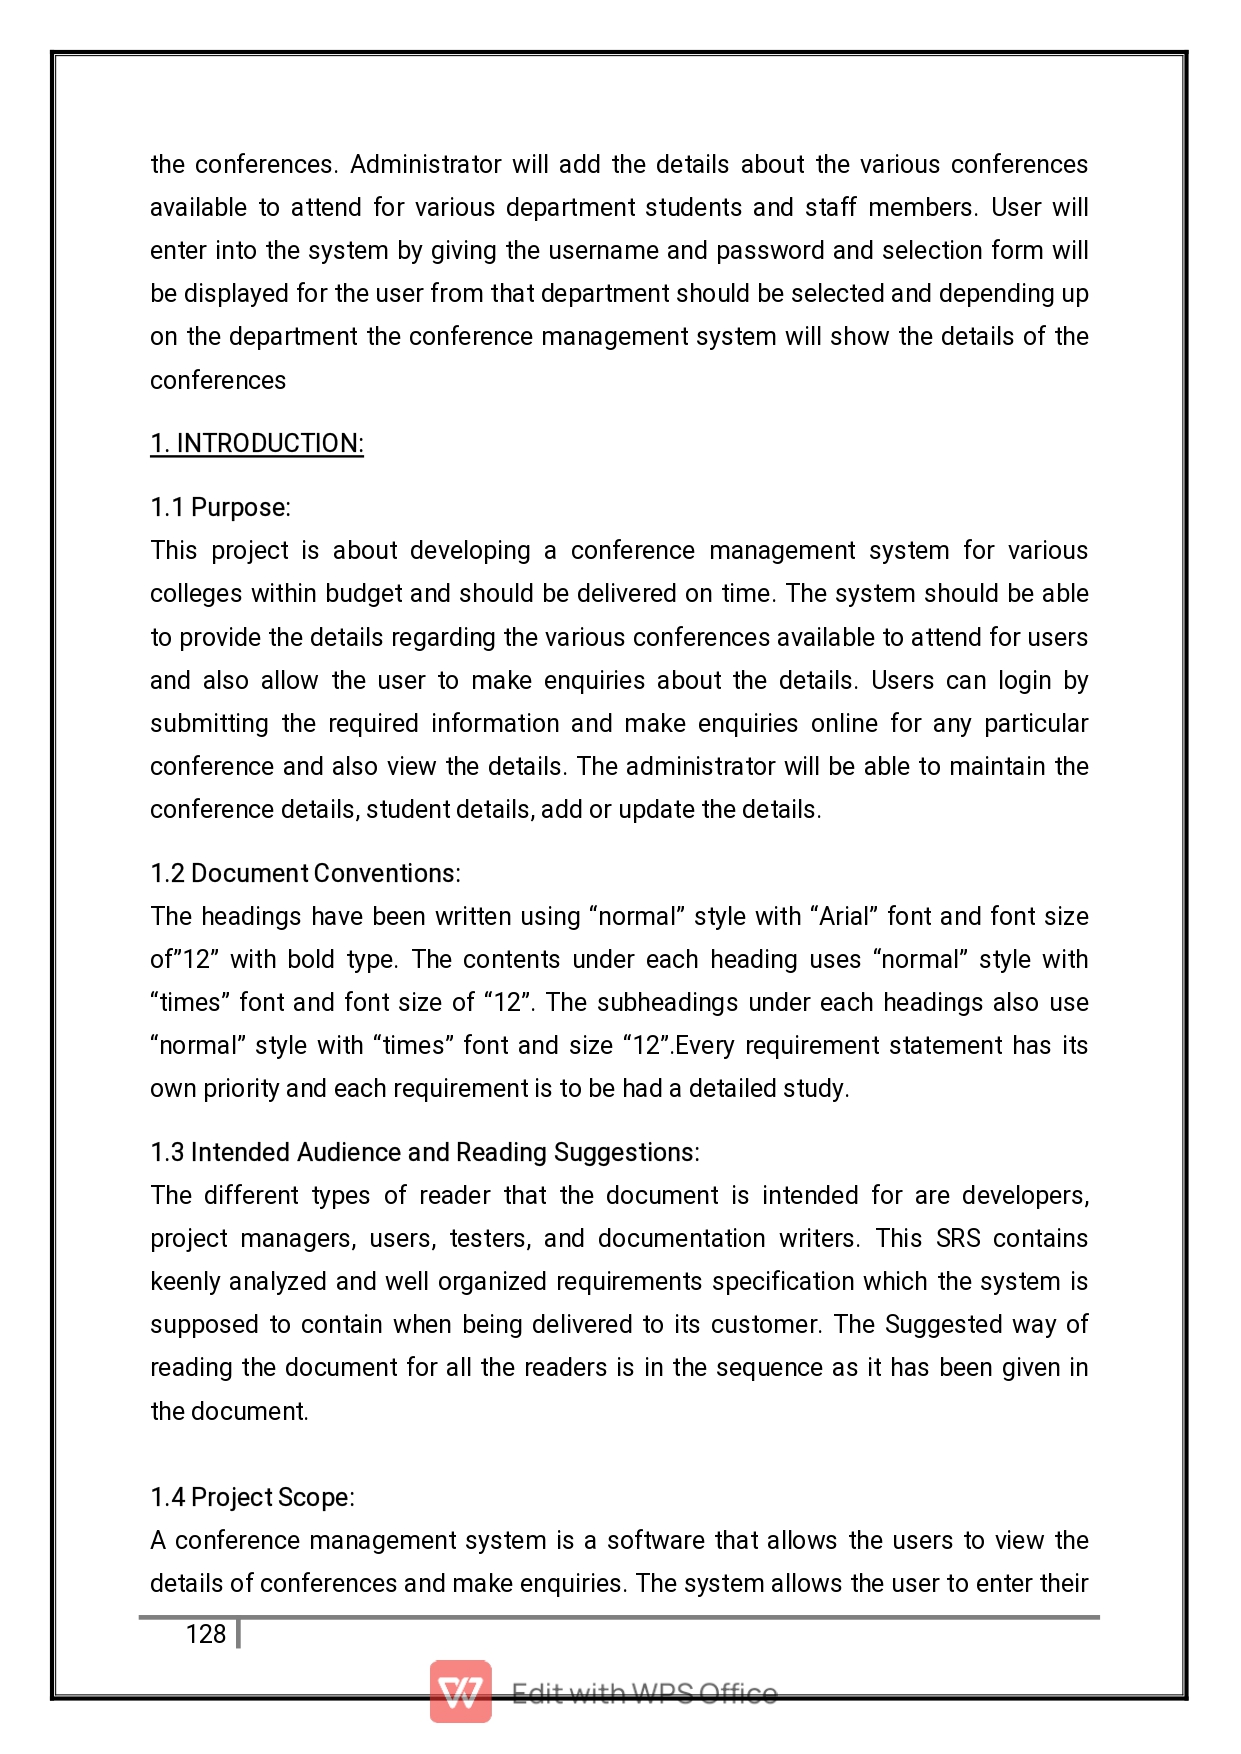 the conferences. Administrator will add the details about the various conferences
available to attend for various department students and staff members. User will
enter into the system by giving the username and password and selection form will
be displayed for the user from that department should be selected and depending up
on the department the conference management system will show the details of the
conferences
1. INTRODUCTION:
1.1 Purpose:
This project is about developing a conference management system for various
colleges within budget and should be delivered on time. The system should be able
to provide the details regarding the various conferences available to attend for users
and also allow the user to make enquiries about the details. Users can login by
submitting the required information and make enquiries online for any particular
conference and also view the details. The administrator will be able to maintain the
conference details, student details, add or update the details.
1.2 Document Conventions:
The headings have been written using “normal” style with “Arial” font and font size
of”12” with bold type. The contents under each heading uses “normal” style with
“times” font and font size of “12”. The subheadings under each headings also use
“normal” style with “times” font and size “12”.Every requirement statement has its
own priority and each requirement is to be had a detailed study.
1.3 Intended Audience and Reading Suggestions:
The different types of reader that the document is intended for are developers,
project managers, users, testers, and documentation writers. This SRS contains
keenly analyzed and well organized requirements specification which the system is
supposed to contain when being delivered to its customer. The Suggested way of
reading the document for all the readers is in the sequence as it has been given in
the document.
1.4 Project Scope:
A conference management system is a software that allows the users to view the
details of conferences and make enquiries. The system allows the user to enter their
128
Edit with WPS Office